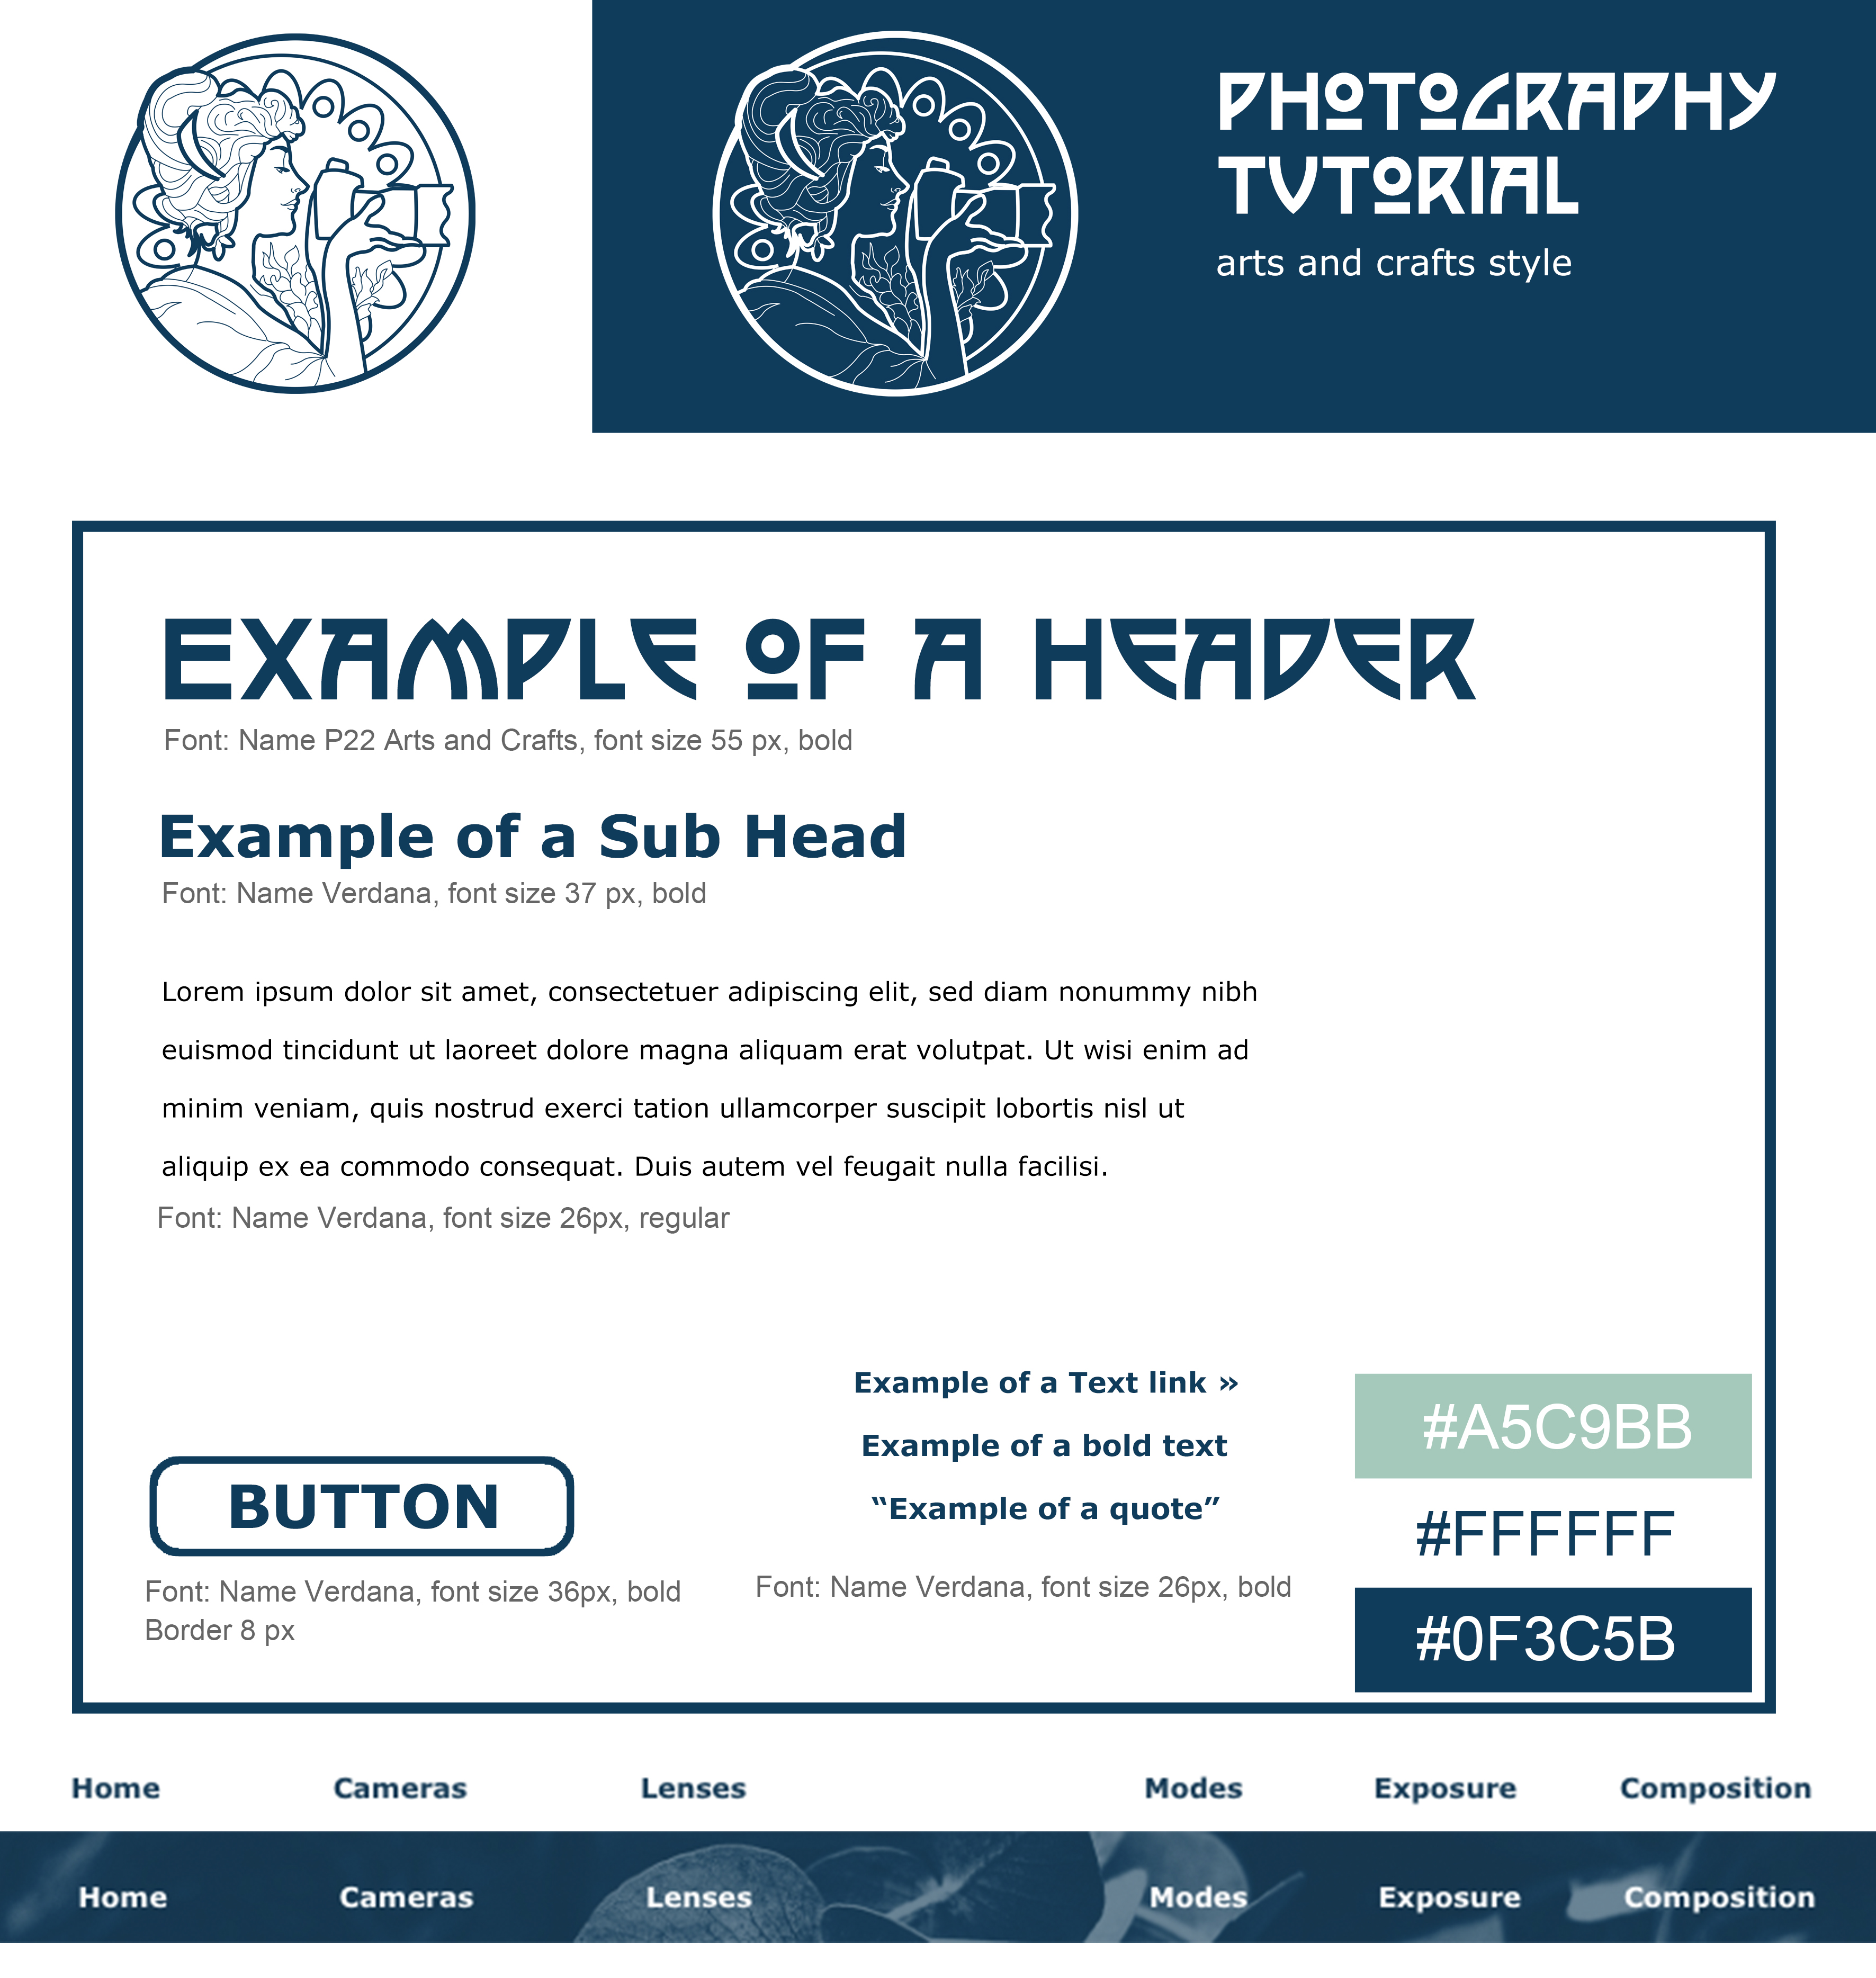 PHOTOGRAPHY
TUTORIAL
arts and crafts style
EXAMPLE OF A HEADER
Font: Name P22 Arts and Crafts, font size 55 px, bold
Example of a Sub Head
Font: Name Verdana, font size 37 px, bold
Lorem ipsum dolor sit amet, consectetuer adipiscing elit, sed diam nonummy nibh
euismod tincidunt ut laoreet dolore magna aliquam erat volutpat. Ut wisi enim ad
minim veniam, quis nostrud exerci tation ullamcorper suscipit lobortis nisl ut
aliquip ex ea commodo consequat. Duis autem vel feugait nulla facilisi.
Font: Name Verdana, font size 26px, regular
BUTTON
Font: Name Verdana, font size 36px, bold
Border 8 px
Example of a Text link »
Example of a bold text
“Example of a quote”
Font: Name Verdana, font size 26px, bold
#A5C9BB
#FFFFFF
#0F3C5B
Home Cameras Lenses Modes Exposure Composition
Home Cameras Lenses Modes Exposure Composition